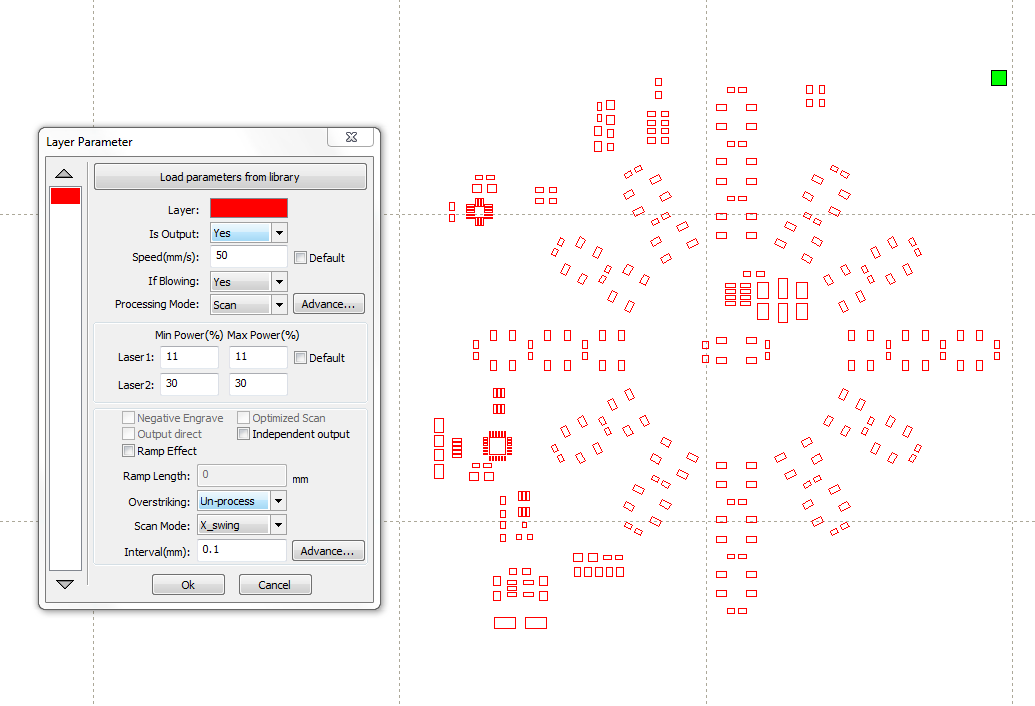 Layer Parameter
Load parameters from library
Layer:
Is Output: Yes
Speed(mm/s): 50 Default
If Blowing: Yes
Processing Mode: Scan Advance...
Min Power(%) Max Power(%)
Laser1: 11 11 Default
Laser2: 30 30
Negative Engrave Optimized Scan
Output direct Independent output
Ramp Effect
Ramp Length: 0 mm
Overstriking: Un-process
Scan Mode: X_swing
Interval(mm): 0.1 Advance...
Ok Cancel